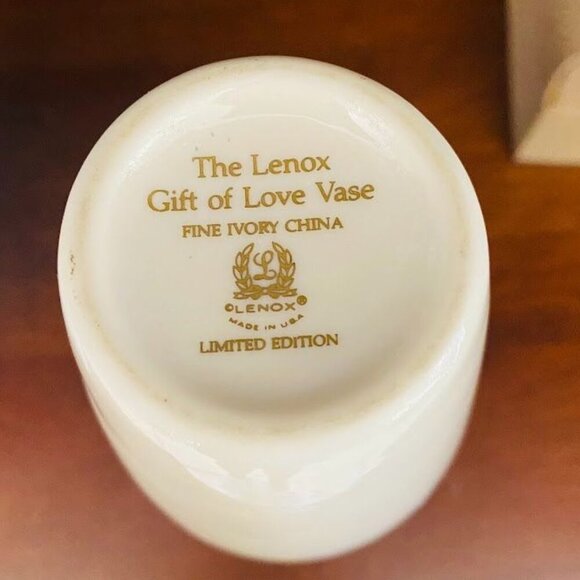 The Lenox
Gift of Love Vase
FINE IVORY CHINA
L
©LENOX®
MADE IN USA
LIMITED EDITION